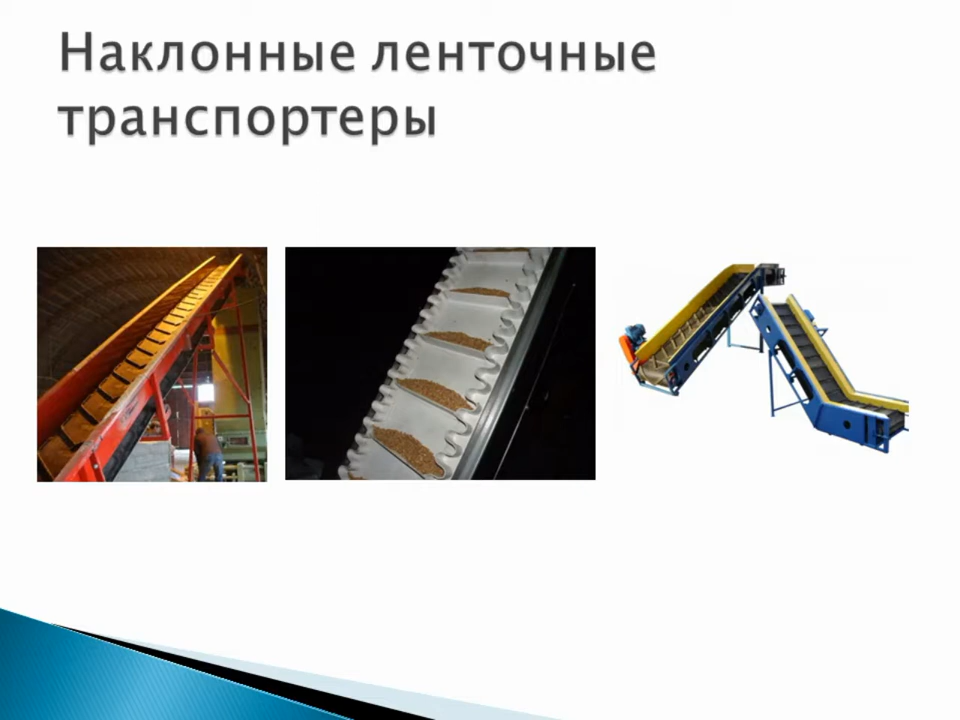 Наклонные ленточные
транспортеры